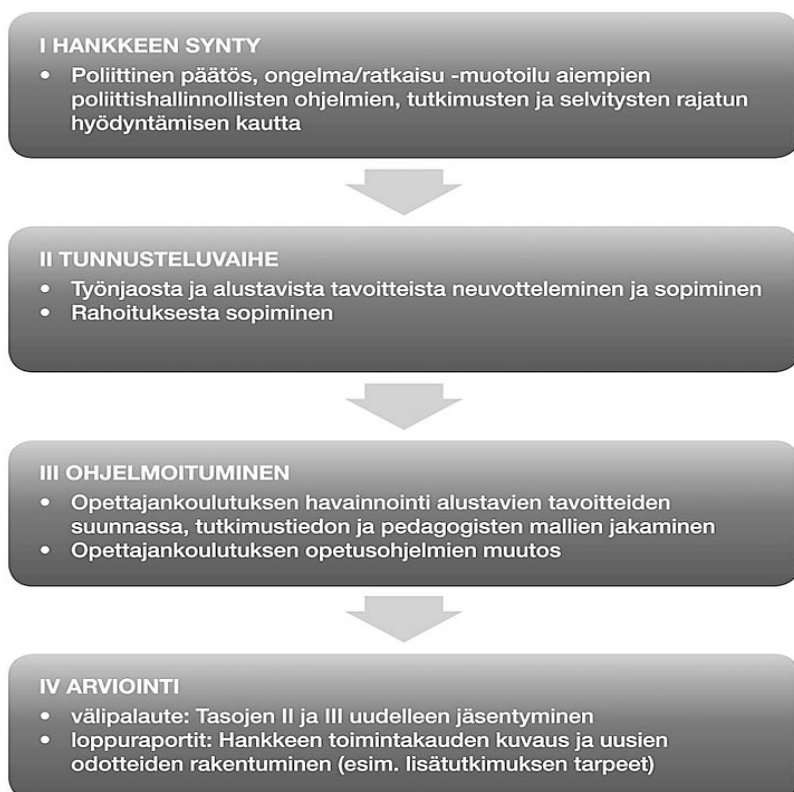 I HANKKEEN SYNTY
• Poliittinen päätös, ongelma/ratkaisu -muotoilu aiempien
poliittishallinnollisten ohjelmien, tutkimusten ja selvitysten rajatun
hyödyntämisen kautta
II TUNNUSTELUVAIHE
• Työnjaosta ja alustavista tavoitteista neuvotteleminen ja sopiminen
• Rahoituksesta sopiminen
III OHJELMOITUMINEN
• Opettajankoulutuksen havainnointi alustavien tavoitteiden
suunnassa, tutkimustiedon ja pedagogisten mallien jakaminen
• Opettajankoulutuksen opetusohjelmien muutos
IV ARVIOINTI
• välipalaute: Tasojen II ja III uudelleen jäsentyminen
• loppuraportit: Hankkeen toimintakauden kuvaus ja uusien
odotteiden rakentuminen (esim. lisätutkimuksen tarpeet)